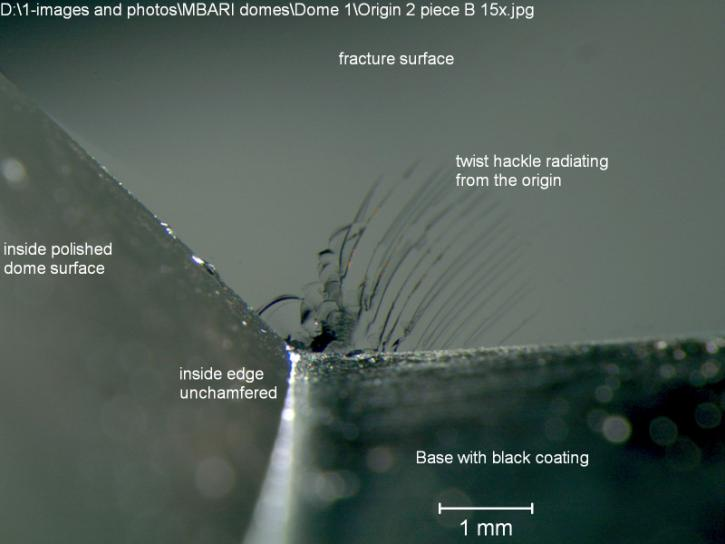 D:\1-images and photos\MBARI domes\Dome 1\Origin 2 piece B 15x.jpg
fracture surface
twist hackle radiating
from the origin
inside polished
dome surface
inside edge
unchamfered
Base with black coating
1 mm